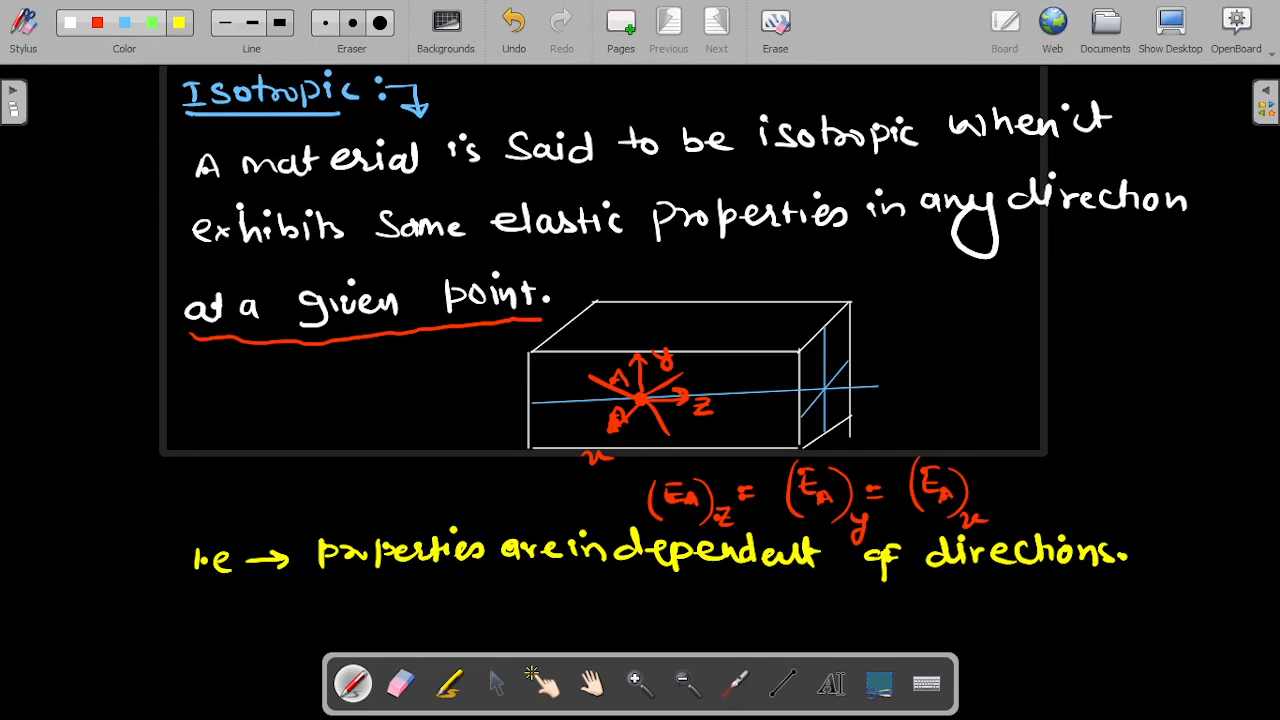 Stylus Color Line Eraser Backgrounds Undo Redo Pages Previous Next Erase Board Web Documents Show Desktop OpenBoard
Isotropic :
A material is said to be isotropic when it
exhibits same elastic properties in any direction
at a given point.
A y
A z
x
(EA)z = (EA)y = (EA)x
i.e → properties are independent of directions.
AI